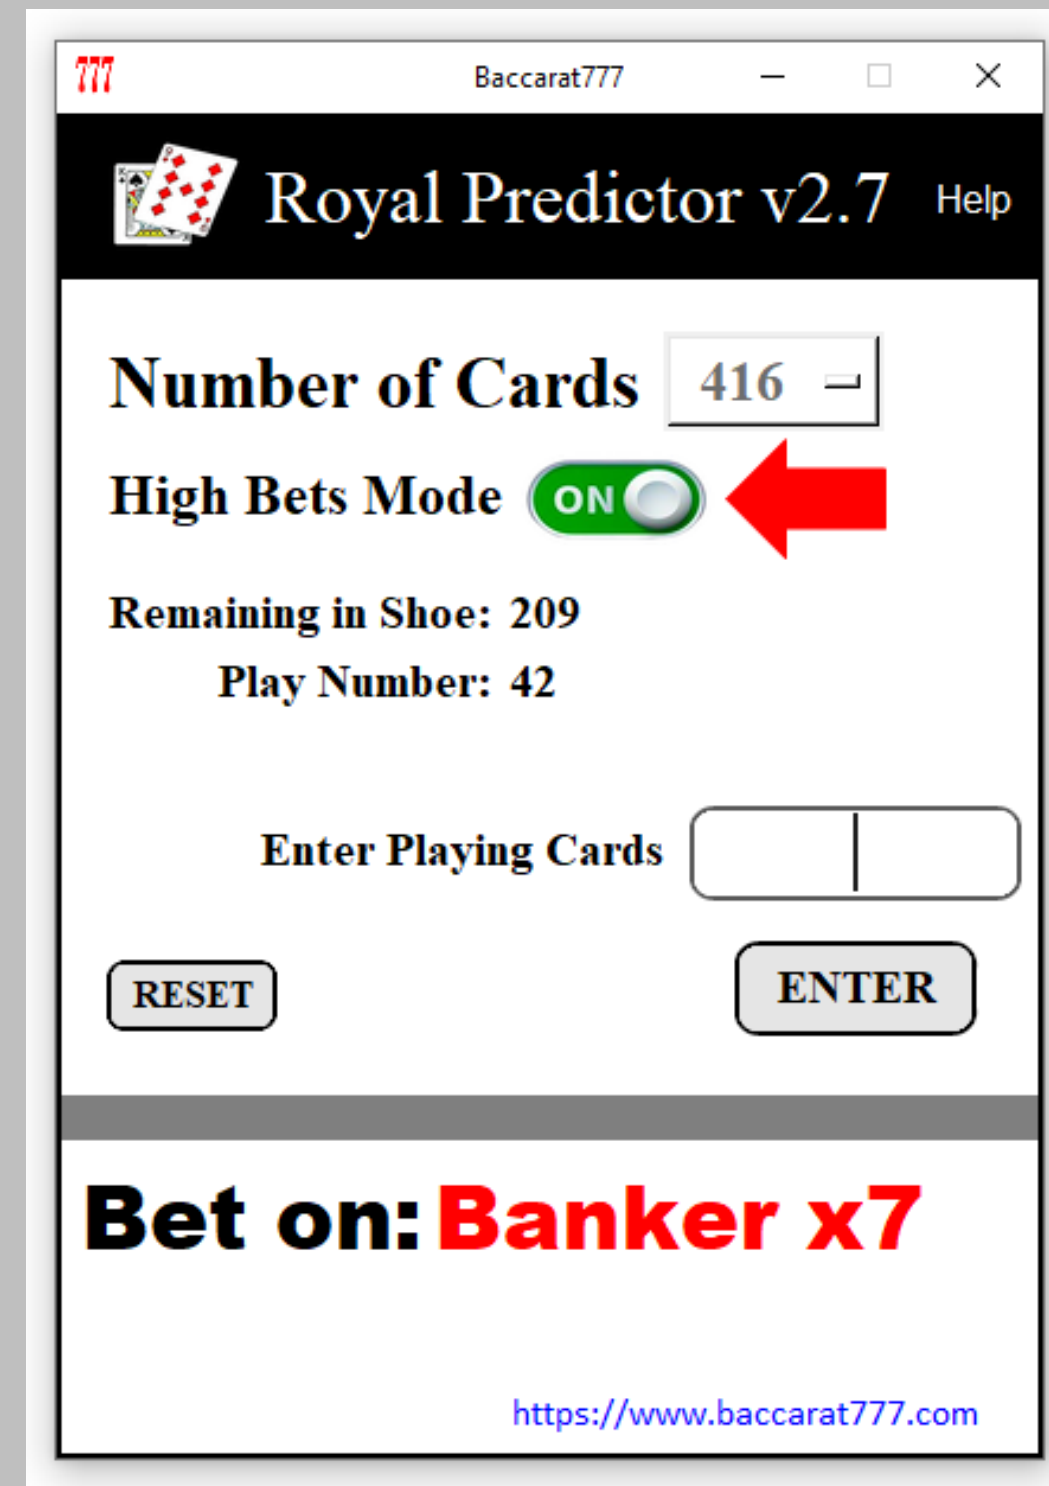 777 Baccarat777
Royal Predictor v2.7 Help
Number of Cards 416
High Bets Mode ON
Remaining in Shoe: 209
Play Number: 42
Enter Playing Cards
RESET ENTER
Bet on: Banker x7
https://www.baccarat777.com